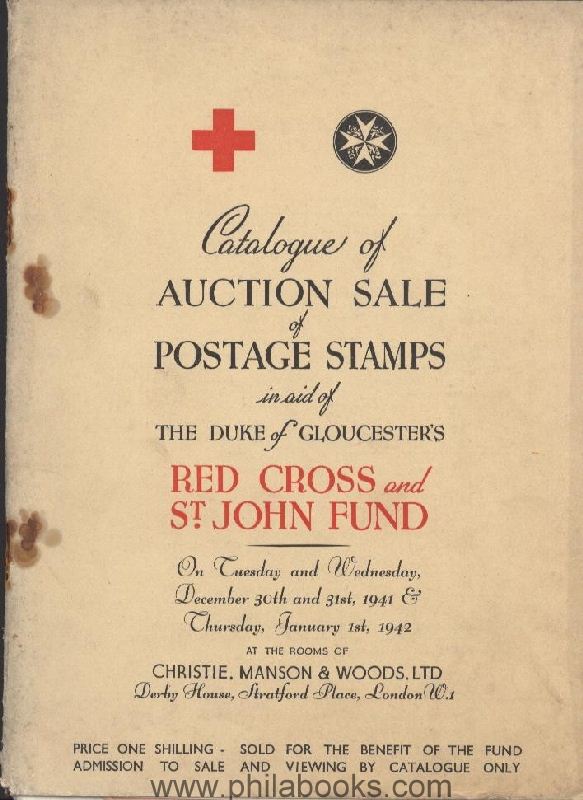 Catalogue of
AUCTION SALE
of
POSTAGE STAMPS
in aid of
THE DUKE of GLOUCESTER'S
RED CROSS and
ST JOHN FUND
On Tuesday and Wednesday,
December 30th and 31st, 1941 &
Thursday, January 1st, 1942
AT THE ROOMS OF
CHRISTIE, MANSON & WOODS, LTD
Derby House, Stratford Place, London W.1
PRICE ONE SHILLING - SOLD FOR THE BENEFIT OF THE FUND
ADMISSION TO SALE AND VIEWING BY CATALOGUE ONLY
www.philabooks.com